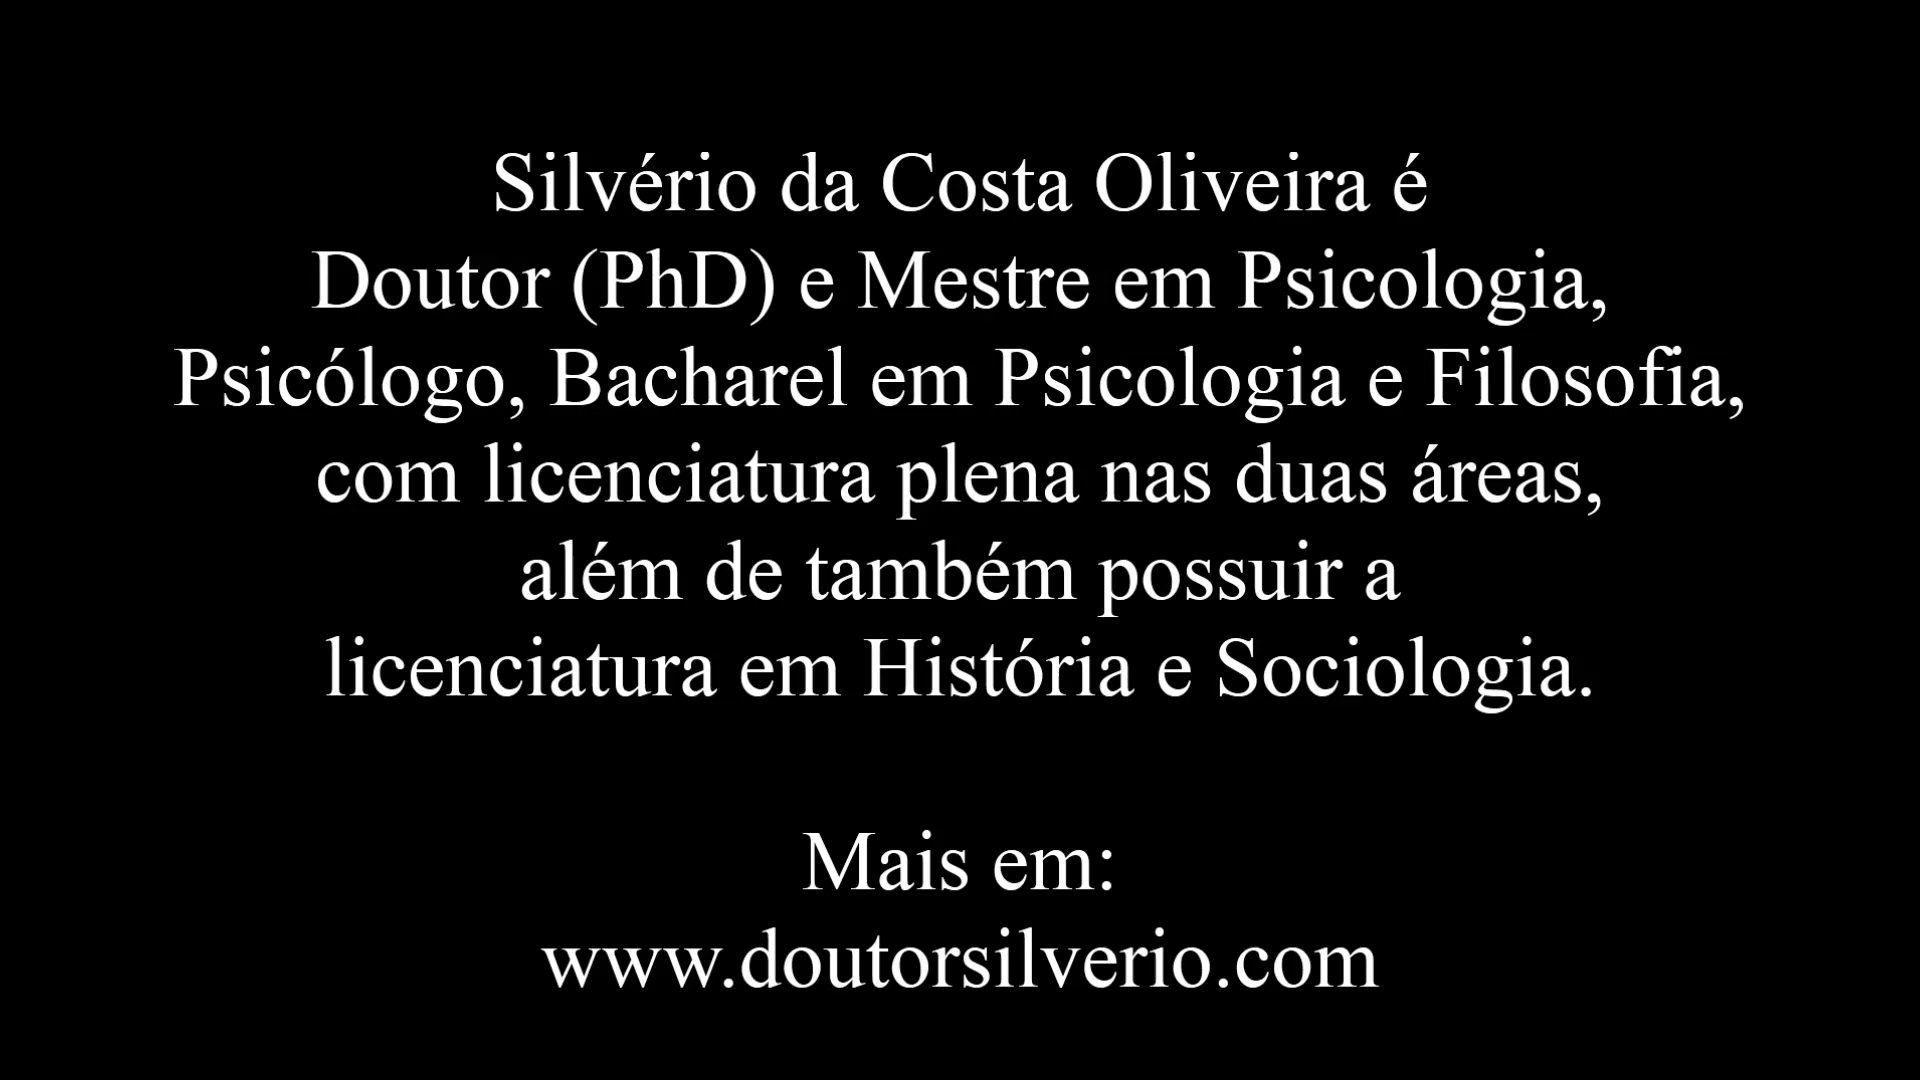 Silvério da Costa Oliveira é
Doutor (PhD) e Mestre em Psicologia,
Psicólogo, Bacharel em Psicologia e Filosofia,
com licenciatura plena nas duas áreas,
além de também possuir a
licenciatura em História e Sociologia.
Mais em:
www.doutorsilverio.com